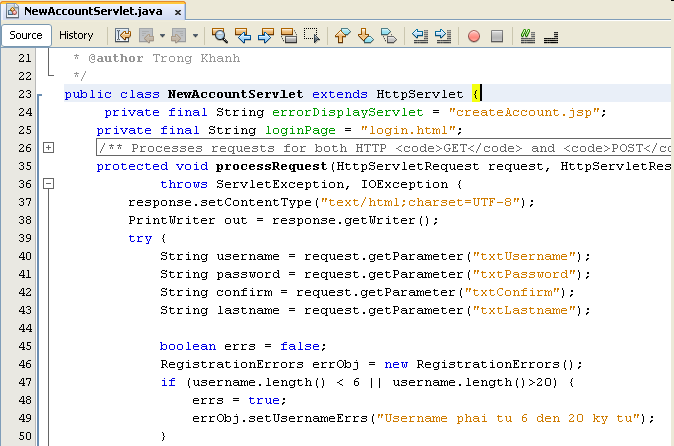 NewAccountServlet.java x
Source History
21 * @author Trong Khanh
22 */
23 public class NewAccountServlet extends HttpServlet {
24 private final String errorDisplayServlet = "createAccount.jsp";
25 private final String loginPage = "login.html";
26 /** Processes requests for both HTTP <code>GET</code> and <code>POST</co
35 protected void processRequest(HttpServletRequest request, HttpServletRes
36 throws ServletException, IOException {
37 response.setContentType("text/html;charset=UTF-8");
38 PrintWriter out = response.getWriter();
39 try {
40 String username = request.getParameter("txtUsername");
41 String password = request.getParameter("txtPassword");
42 String confirm = request.getParameter("txtConfirm");
43 String lastname = request.getParameter("txtLastname");
44
45 boolean errs = false;
46 RegistrationErrors errObj = new RegistrationErrors();
47 if (username.length() < 6 || username.length()>20) {
48 errs = true;
49 errObj.setUsernameErrs("Username phai tu 6 den 20 ky tu");
50 }